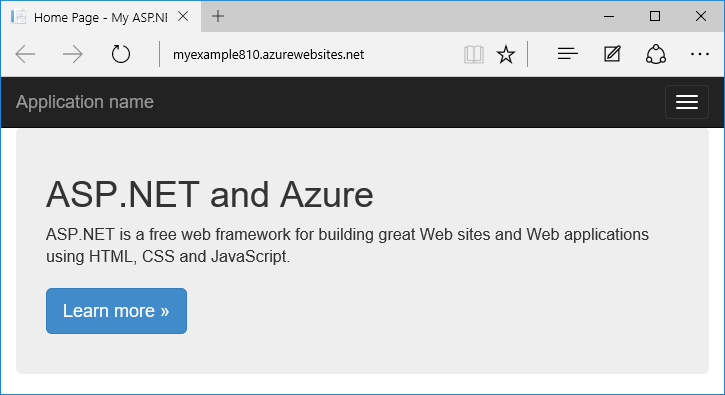 Home Page - My ASP.NE
myexample810.azurewebsites.net
Application name
ASP.NET and Azure
ASP.NET is a free web framework for building great Web sites and Web applications
using HTML, CSS and JavaScript.
Learn more »